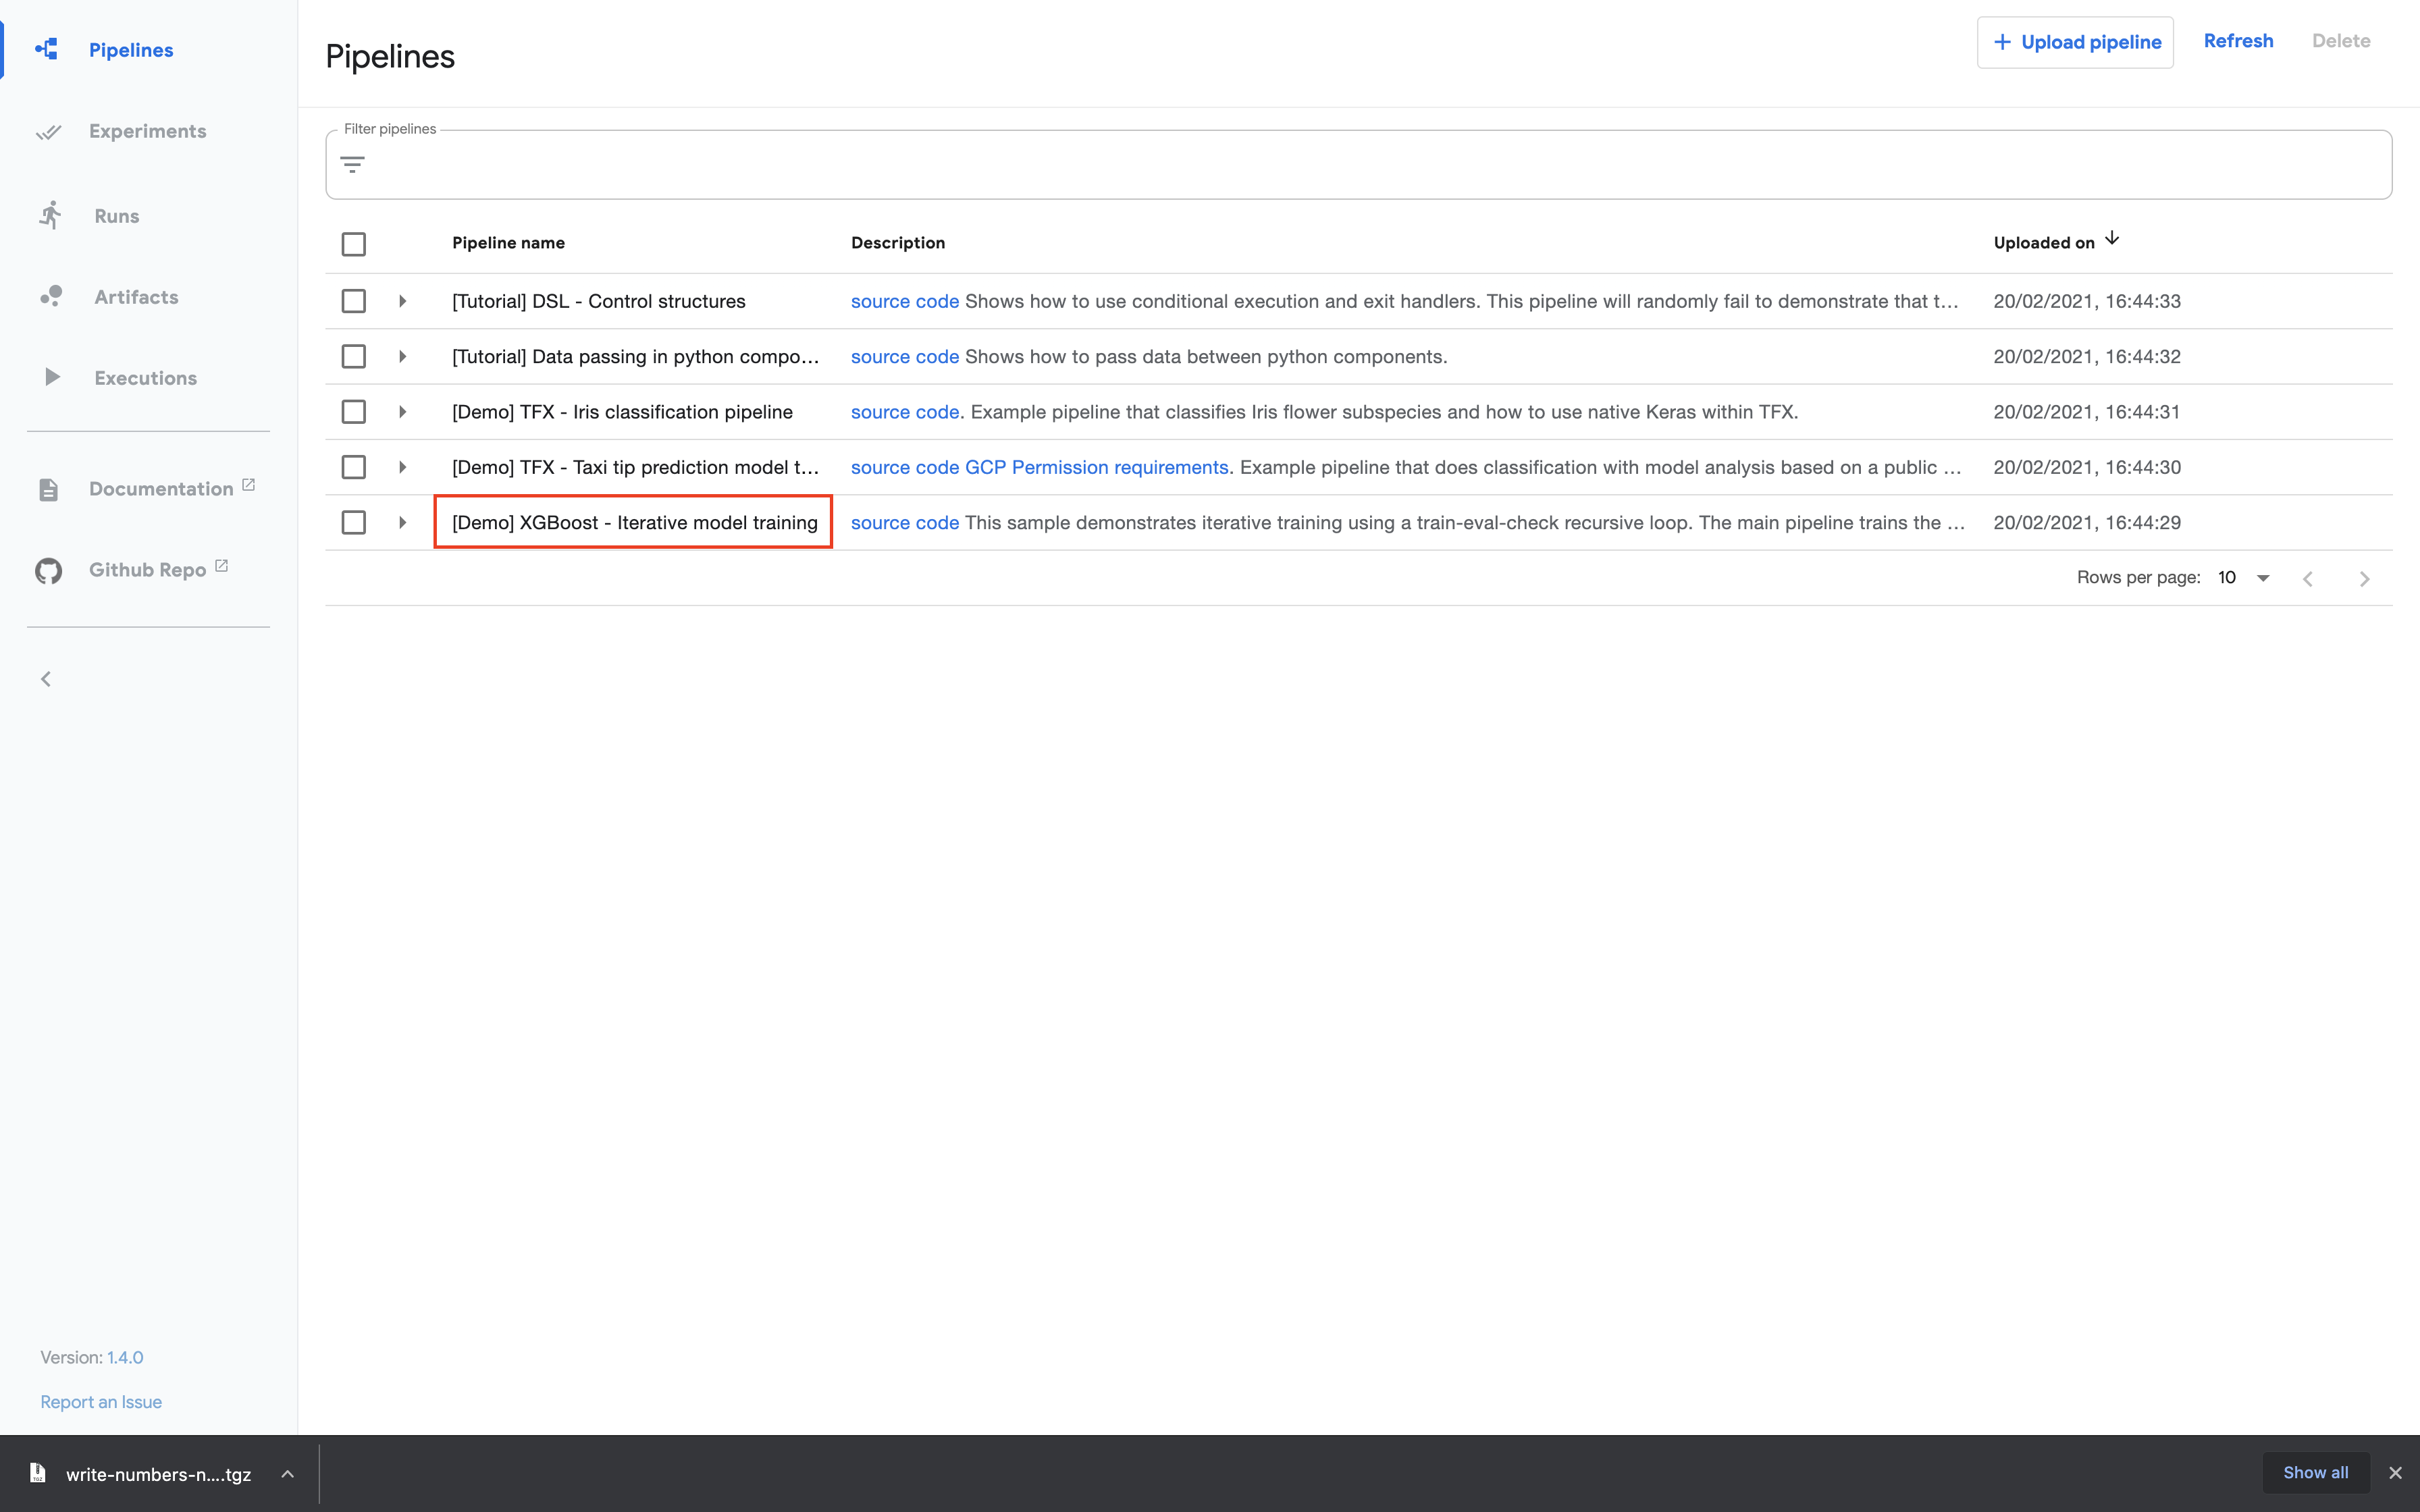 Pipelines
Experiments
Runs
Artifacts
Executions
Documentation
Github Repo
Version: 1.4.0
Report an Issue
Pipelines
+ Upload pipeline Refresh Delete
Filter pipelines
Pipeline name Description Uploaded on
[Tutorial] DSL - Control structures source code Shows how to use conditional execution and exit handlers. This pipeline will randomly fail to demonstrate that t… 20/02/2021, 16:44:33
[Tutorial] Data passing in python compo… source code Shows how to pass data between python components. 20/02/2021, 16:44:32
[Demo] TFX - Iris classification pipeline source code. Example pipeline that classifies Iris flower subspecies and how to use native Keras within TFX. 20/02/2021, 16:44:31
[Demo] TFX - Taxi tip prediction model t… source code GCP Permission requirements. Example pipeline that does classification with model analysis based on a public … 20/02/2021, 16:44:30
[Demo] XGBoost - Iterative model training source code This sample demonstrates iterative training using a train-eval-check recursive loop. The main pipeline trains the … 20/02/2021, 16:44:29
Rows per page: 10
write-numbers-n....tgz Show all